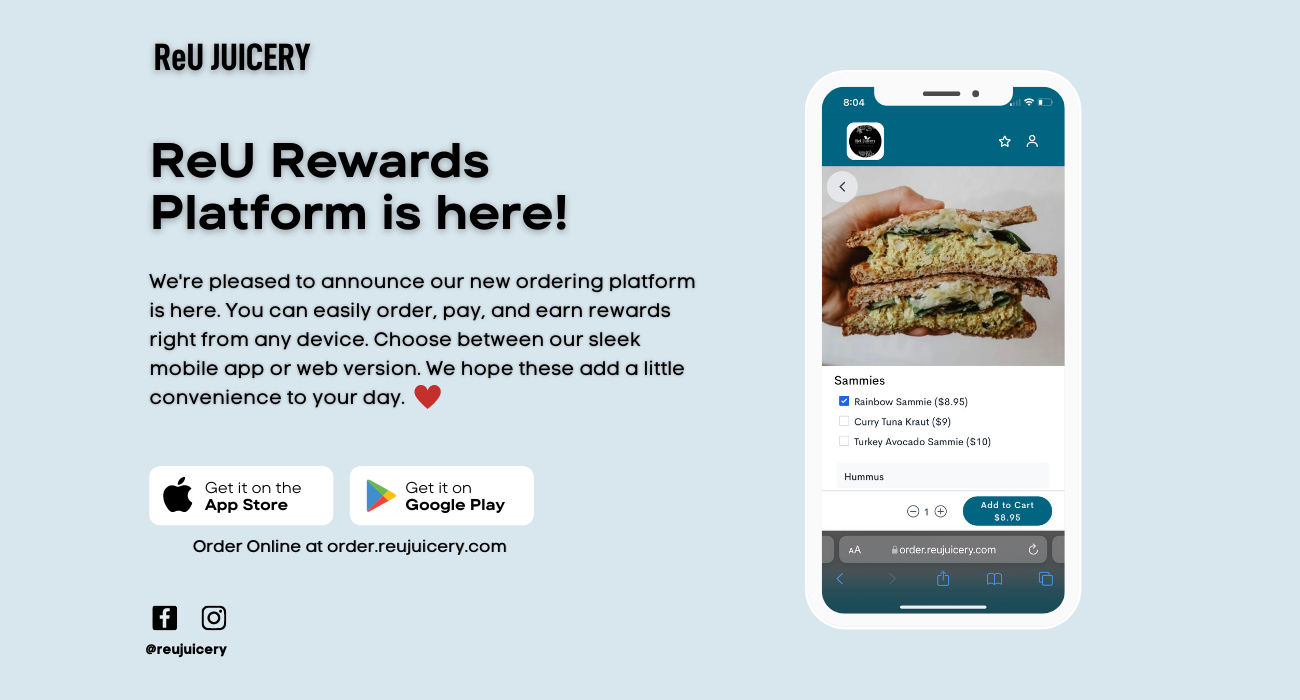 ReU JUICERY
ReU Rewards
Platform is here!
We're pleased to announce our new ordering platform
is here. You can easily order, pay, and earn rewards
right from any device. Choose between our sleek
mobile app or web version. We hope these add a little
convenience to your day.
Get it on the
App Store
Get it on
Google Play
Order Online at order.reujuicery.com
@reujuicery
8:04
Sammies
Rainbow Sammie ($8.95)
Curry Tuna Kraut ($9)
Turkey Avocado Sammie ($10)
Hummus
1
Add to Cart
$8.95
AA order.reujuicery.com